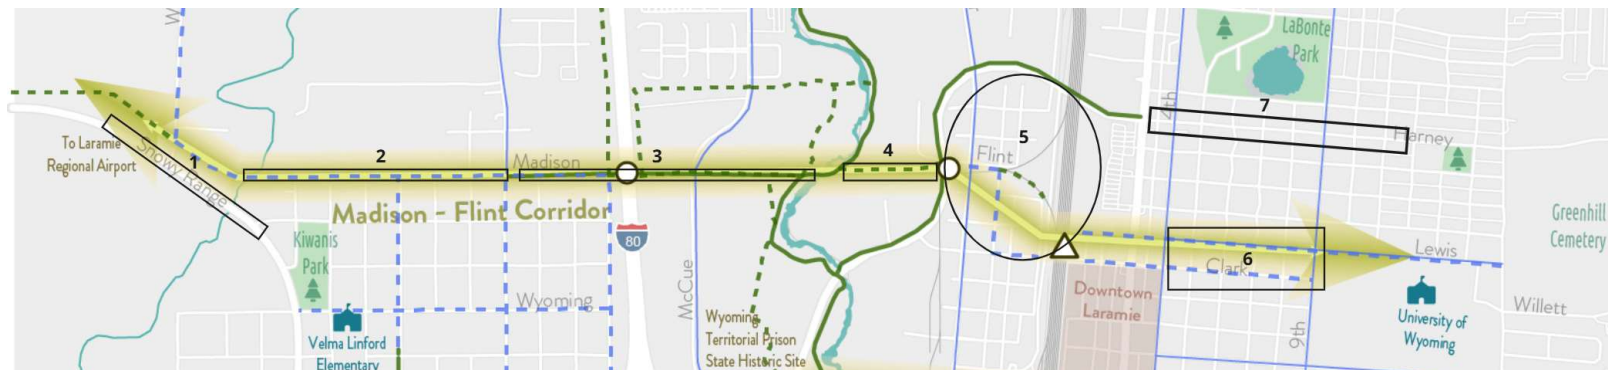 W
LaBonte
Park
7
4th
Harney
5
Flint
To Laramie
Regional Airport
Snowy Range
1
2
Madison
3
4
Madison - Flint Corridor
80
Kiwanis
Park
McCue
Wyoming
Velma Linford
Elementary
Wyoming
Territorial Prison
State Historic Site
Downtown
Laramie
Clark
6
Lewis
Greenhill
Cemetery
9th
University of
Wyoming
Willett